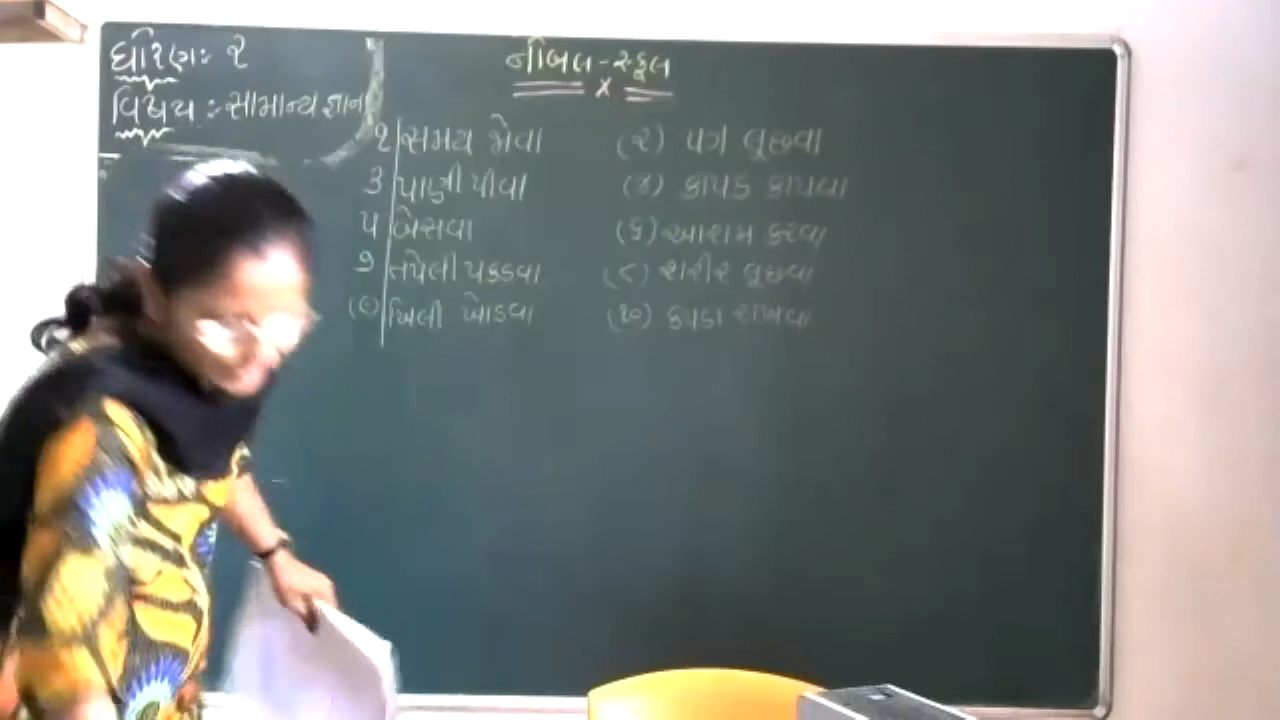 ધોરણઃ ૨
વિષય :- સામાન્ય જ્ઞાન
નોબલ - સ્કૂલ
x
૧ સમય જોવા (૨) પગ લૂછવા
૩ પાણી પીવા (૪) કાપડ કાપવા
૫ બેસવા (૬) આરામ કરવા
૭ તપેલી પકડવા (૮) શરીર લૂછવા
(૯) ખિલી ખોડવા (૧૦) કપડા રાખવા